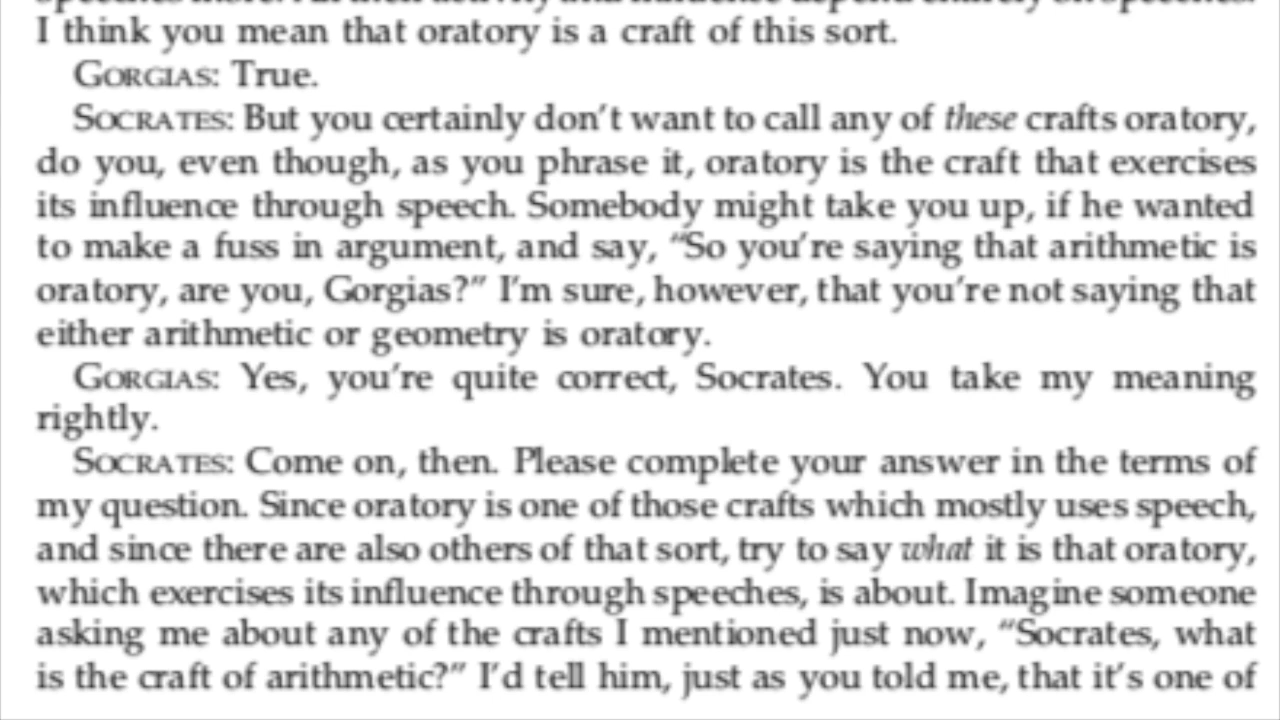 I think you mean that oratory is a craft of this sort.
GORGIAS: True.
SOCRATES: But you certainly don't want to call any of these crafts oratory,
do you, even though, as you phrase it, oratory is the craft that exercises
its influence through speech. Somebody might take you up, if he wanted
to make a fuss in argument, and say, “So you're saying that arithmetic is
oratory, are you, Gorgias?” I'm sure, however, that you're not saying that
either arithmetic or geometry is oratory.
GORGIAS: Yes, you're quite correct, Socrates. You take my meaning
rightly.
SOCRATES: Come on, then. Please complete your answer in the terms of
my question. Since oratory is one of those crafts which mostly uses speech,
and since there are also others of that sort, try to say what it is that oratory,
which exercises its influence through speeches, is about. Imagine someone
asking me about any of the crafts I mentioned just now, “Socrates, what
is the craft of arithmetic?” I'd tell him, just as you told me, that it's one of